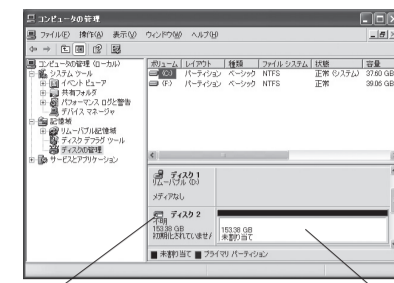 コンピュータの管理
ファイル(F) 操作(A) 表示(V) ウィンドウ(W) ヘルプ(H)
コンピュータの管理 (ローカル)
システム ツール
イベント ビューア
共有フォルダ
パフォーマンス ログと警告
デバイス マネージャ
記憶域
リムーバブル記憶域
ディスク デフラグ ツール
ディスクの管理
サービスとアプリケーション
ボリューム レイアウト 種類 ファイル システム 状態 容量
(C:) パーティション ベーシック NTFS 正常 (システム) 37.60 GB
(F:) パーティション ベーシック NTFS 正常 39.06 GB
ディスク 1
リムーバブル (D:)
メディアなし
ディスク 2
不明
153.38 GB
初期化されていません
153.38 GB
未割り当て
未割り当て プライマリ パーティション